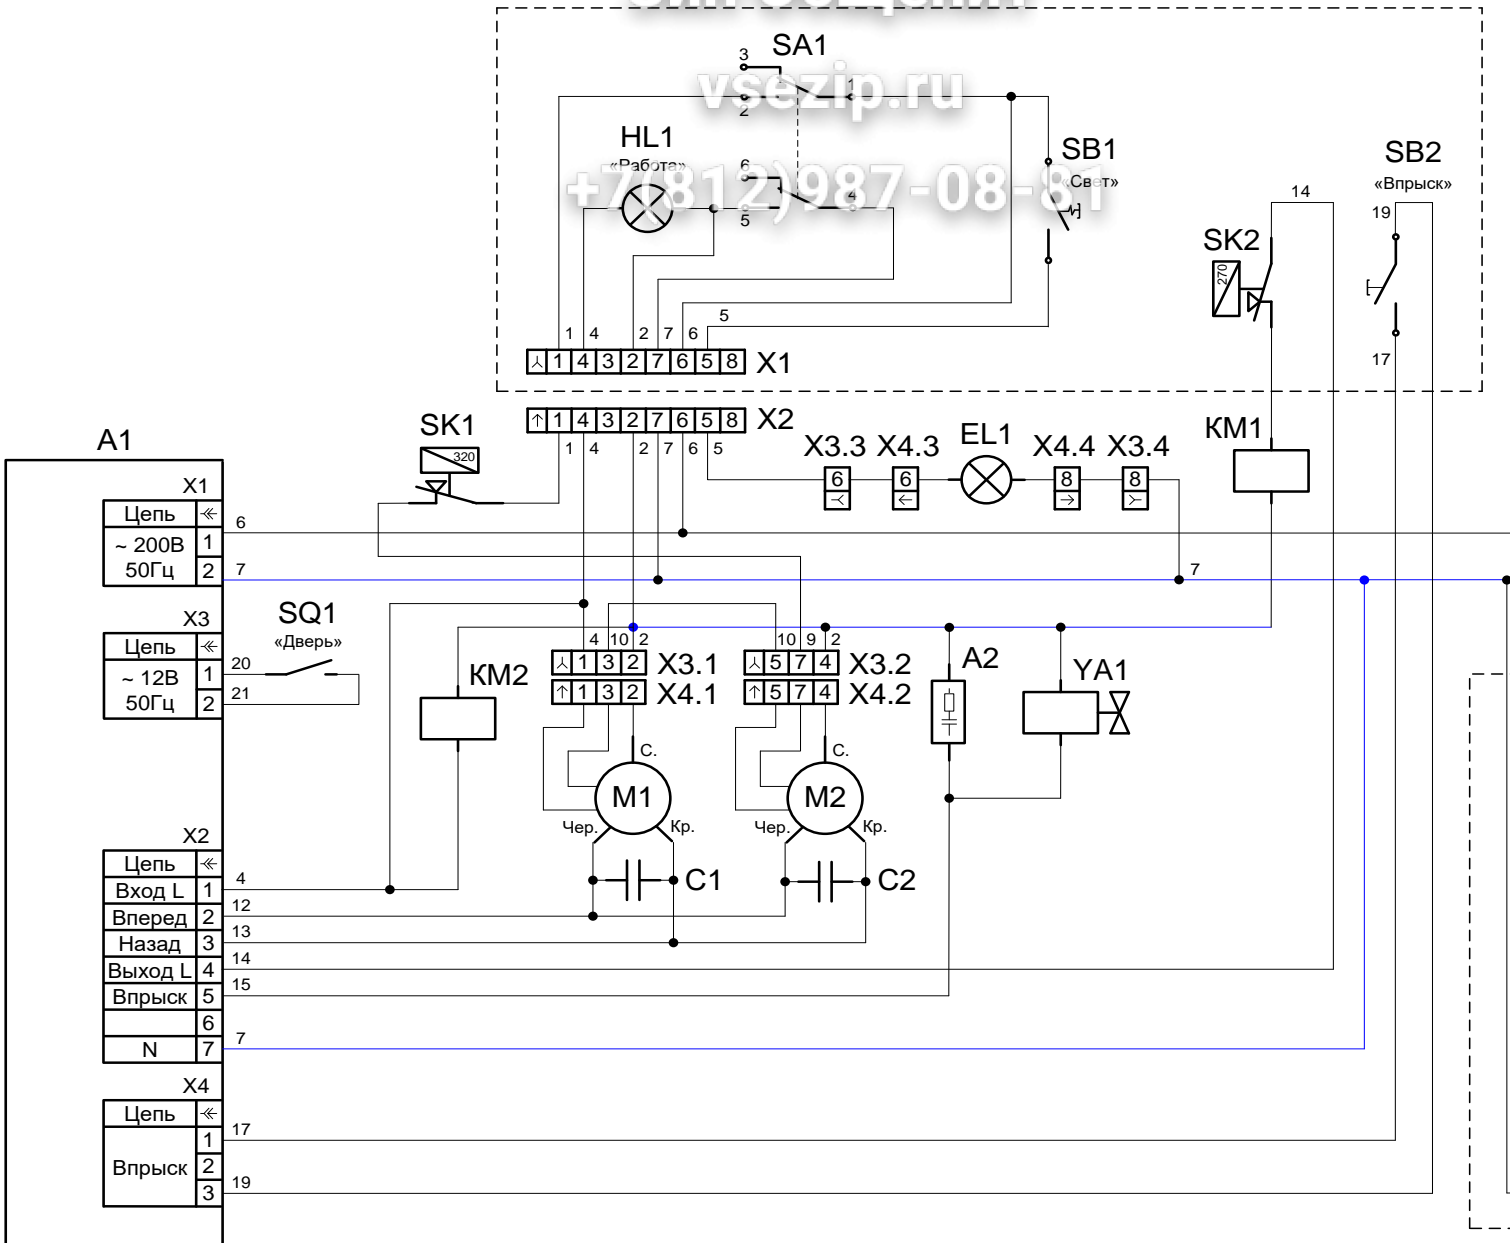 SA1
3
vsezip.ru
1
2
HL1
«Работа»
6
+7(812)987-08-81
4
5
SB1
«Свет»
SB2
«Впрыск»
14
19
SK2
270
5
1 4 2 7 6
1 4 3 2 7 6 5 8 X1
17
1 4 3 2 7 6 5 8 X2
1 4 2 7 6 5
A1
SK1
320
X3.3 X4.3 EL1 X4.4 X3.4
6 6 8 8
КМ1
X1
Цепь
~ 200В
50Гц
1
2
6
7
7
X3
Цепь
~ 12В
50Гц
1
2
20
21
SQ1
«Дверь»
КМ2
4 10 2
1 3 2 X3.1
1 3 2 X4.1
10 9 2
5 7 4 X3.2
5 7 4 X4.2
A2
YA1
С.
М1
Чер.
Кр.
С1
С.
М2
Чер.
Кр.
С2
X2
Цепь
Вход L 1 4
Вперед 2 12
Назад 3 13
Выход L 4 14
Впрыск 5 15
6
N 7 7
X4
Цепь
Впрыск
1 17
2
3 19